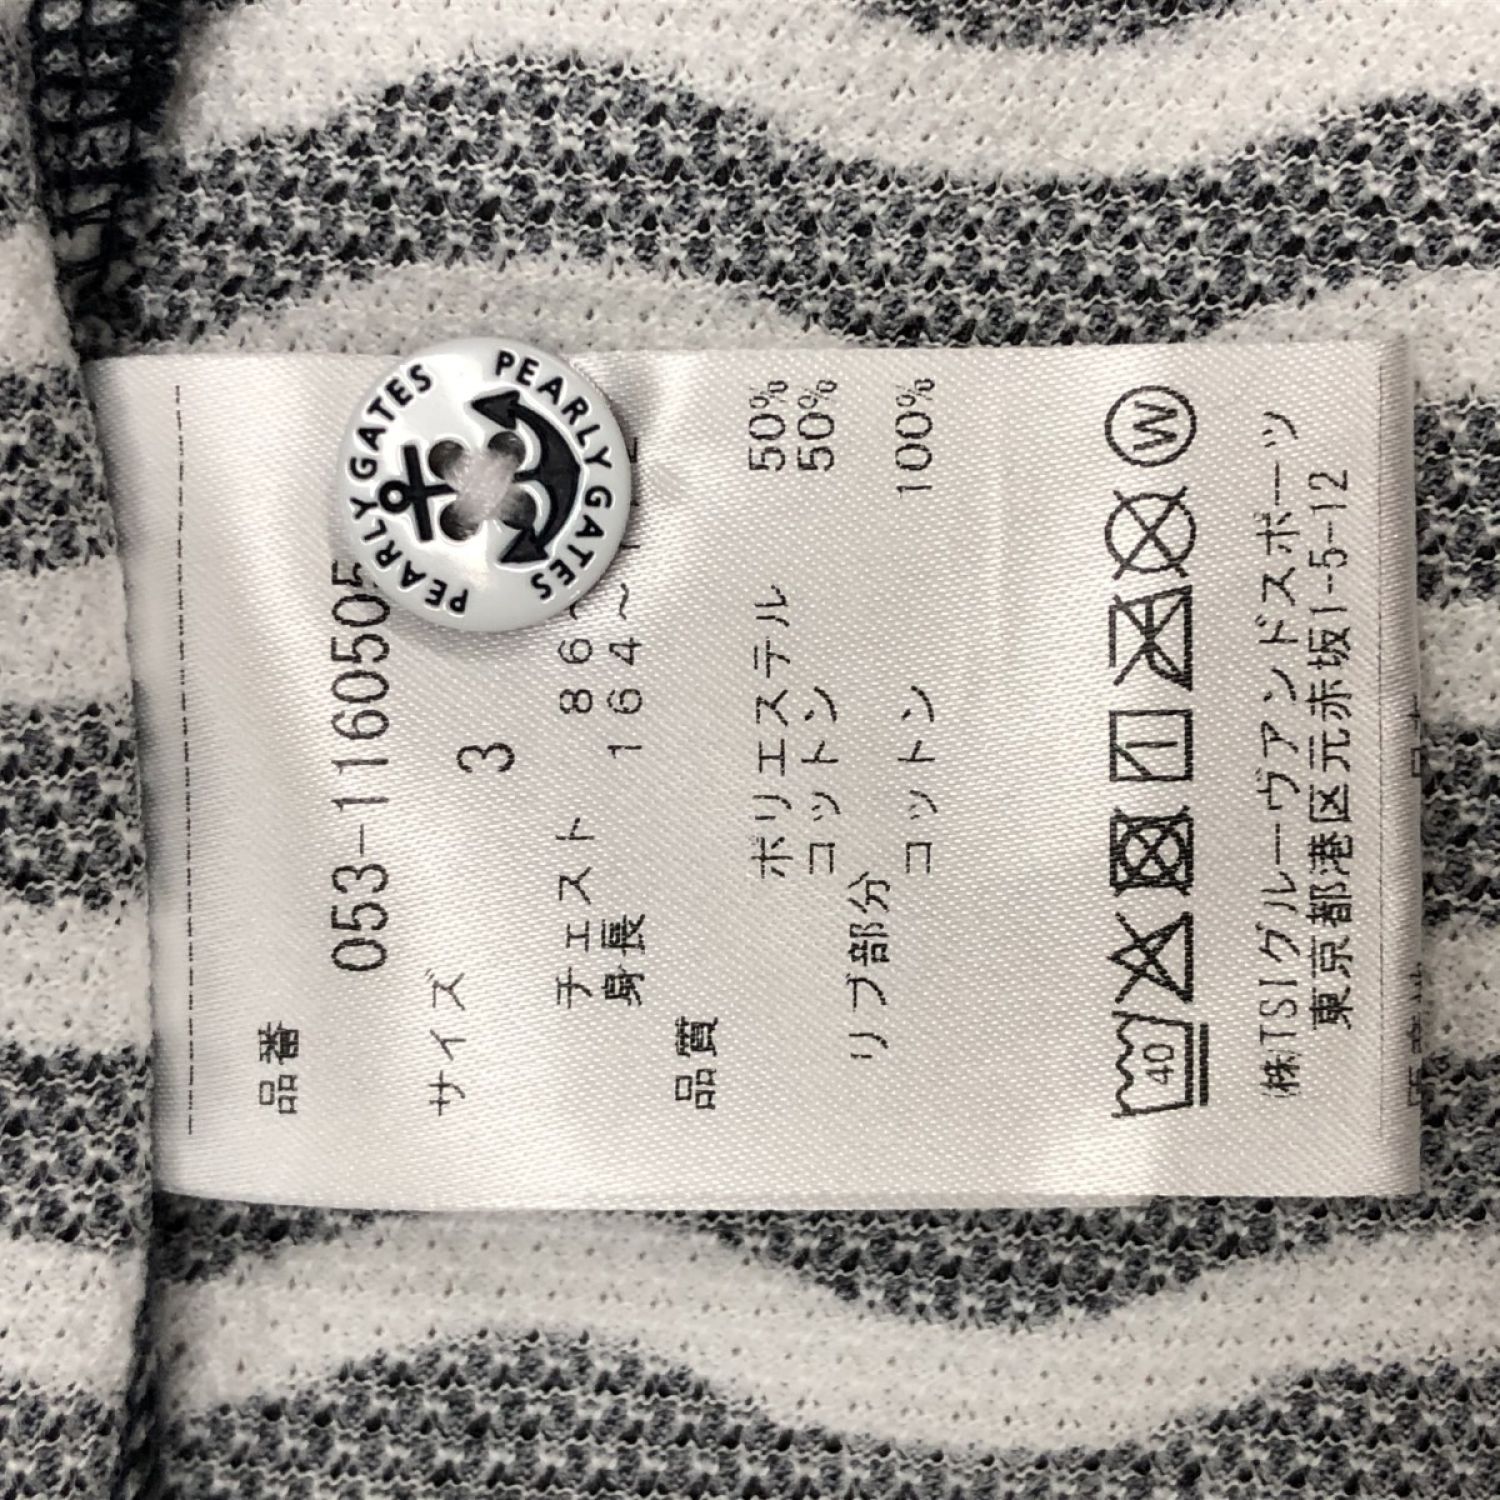 PEARLY GATES
PEARLY GATES
品番
053-1160505
サイズ
3
チェスト 86~
身長 164~
品質
ポリエステル 50%
コットン 50%
リブ部分
コットン 100%
40
W
(株)TSIグルーヴアンドスポーツ
東京都港区元赤坂1-5-12